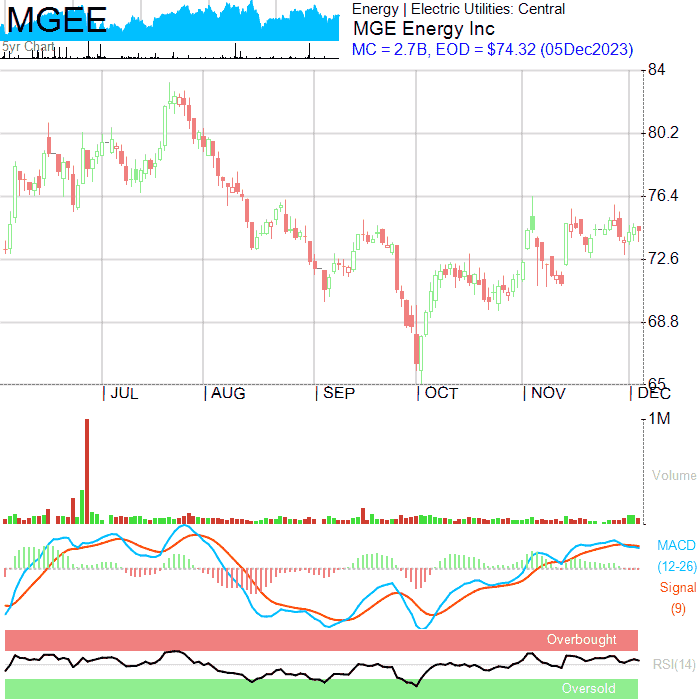 MGEE
5yr Chart
Energy | Electric Utilities: Central
MGE Energy Inc
MC = 2.7B, EOD = $74.32 (05Dec2023)
84
80.2
76.4
72.6
68.8
65
| JUL | AUG | SEP | OCT | NOV | DEC
1M
Volume
MACD
(12-26)
Signal
(9)
Overbought
RSI(14)
Oversold